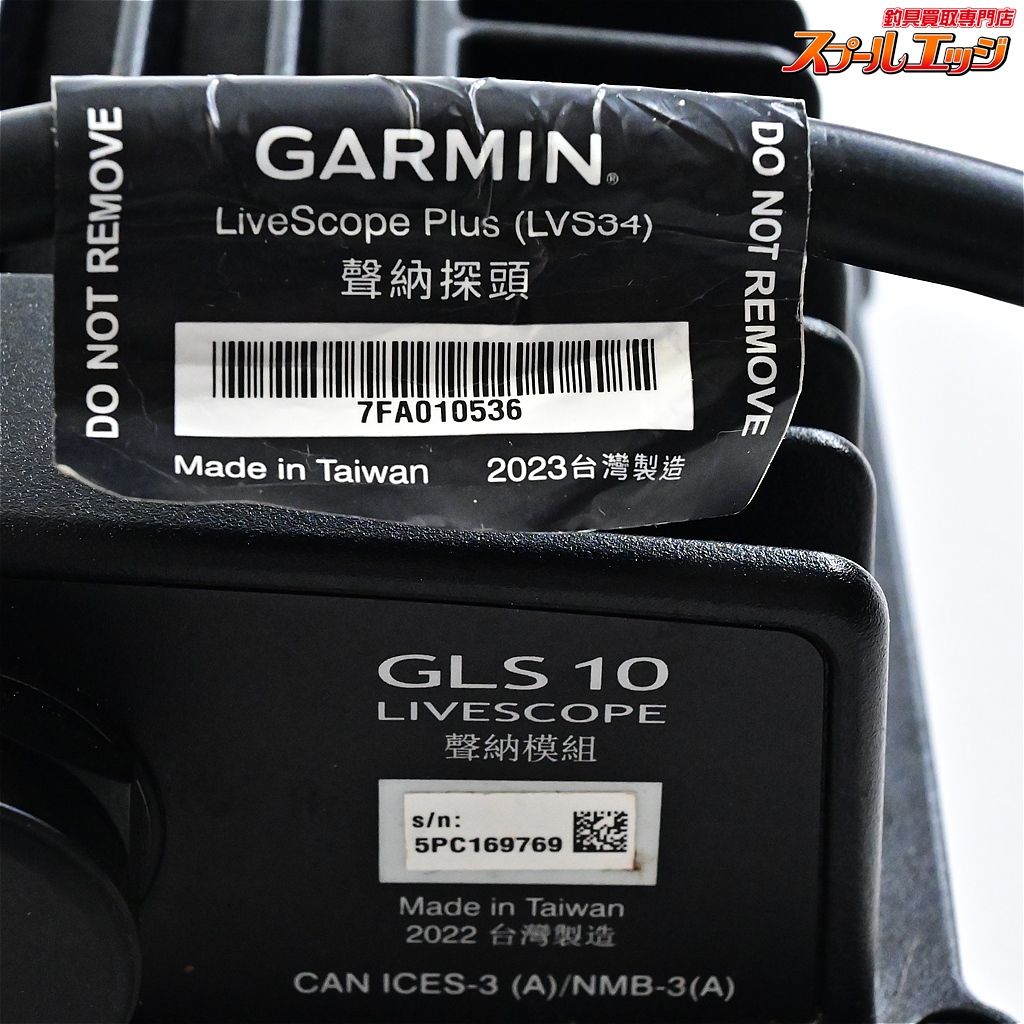 釣具買取専門店
スプールエッジ
DO NOT REMOVE
GARMIN®
LiveScope Plus (LVS34)
聲納探頭
7FA010536
Made in Taiwan 2023台灣製造
DO NOT REMOVE
GLS 10
LIVESCOPE
聲納模組
s/n:
5PC169769
Made in Taiwan
2022 台灣製造
CAN ICES-3 (A)/NMB-3(A)